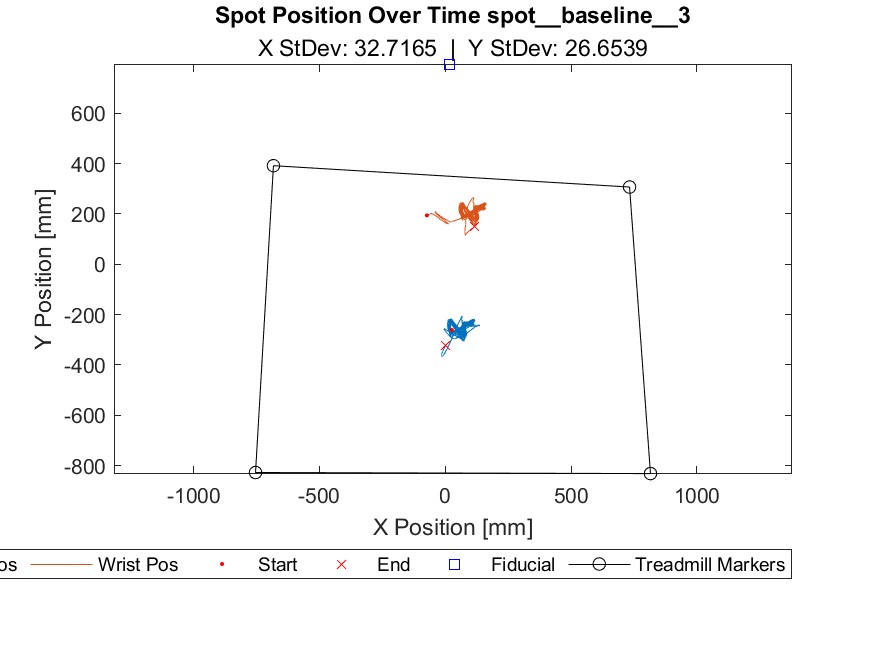 Spot Position Over Time spot__baseline__3
X StDev: 32.7165 | Y StDev: 26.6539
600
400
200
0
-200
-400
-600
-800
Y Position [mm]
-1000 -500 0 500 1000
X Position [mm]
os Wrist Pos Start End Fiducial Treadmill Markers